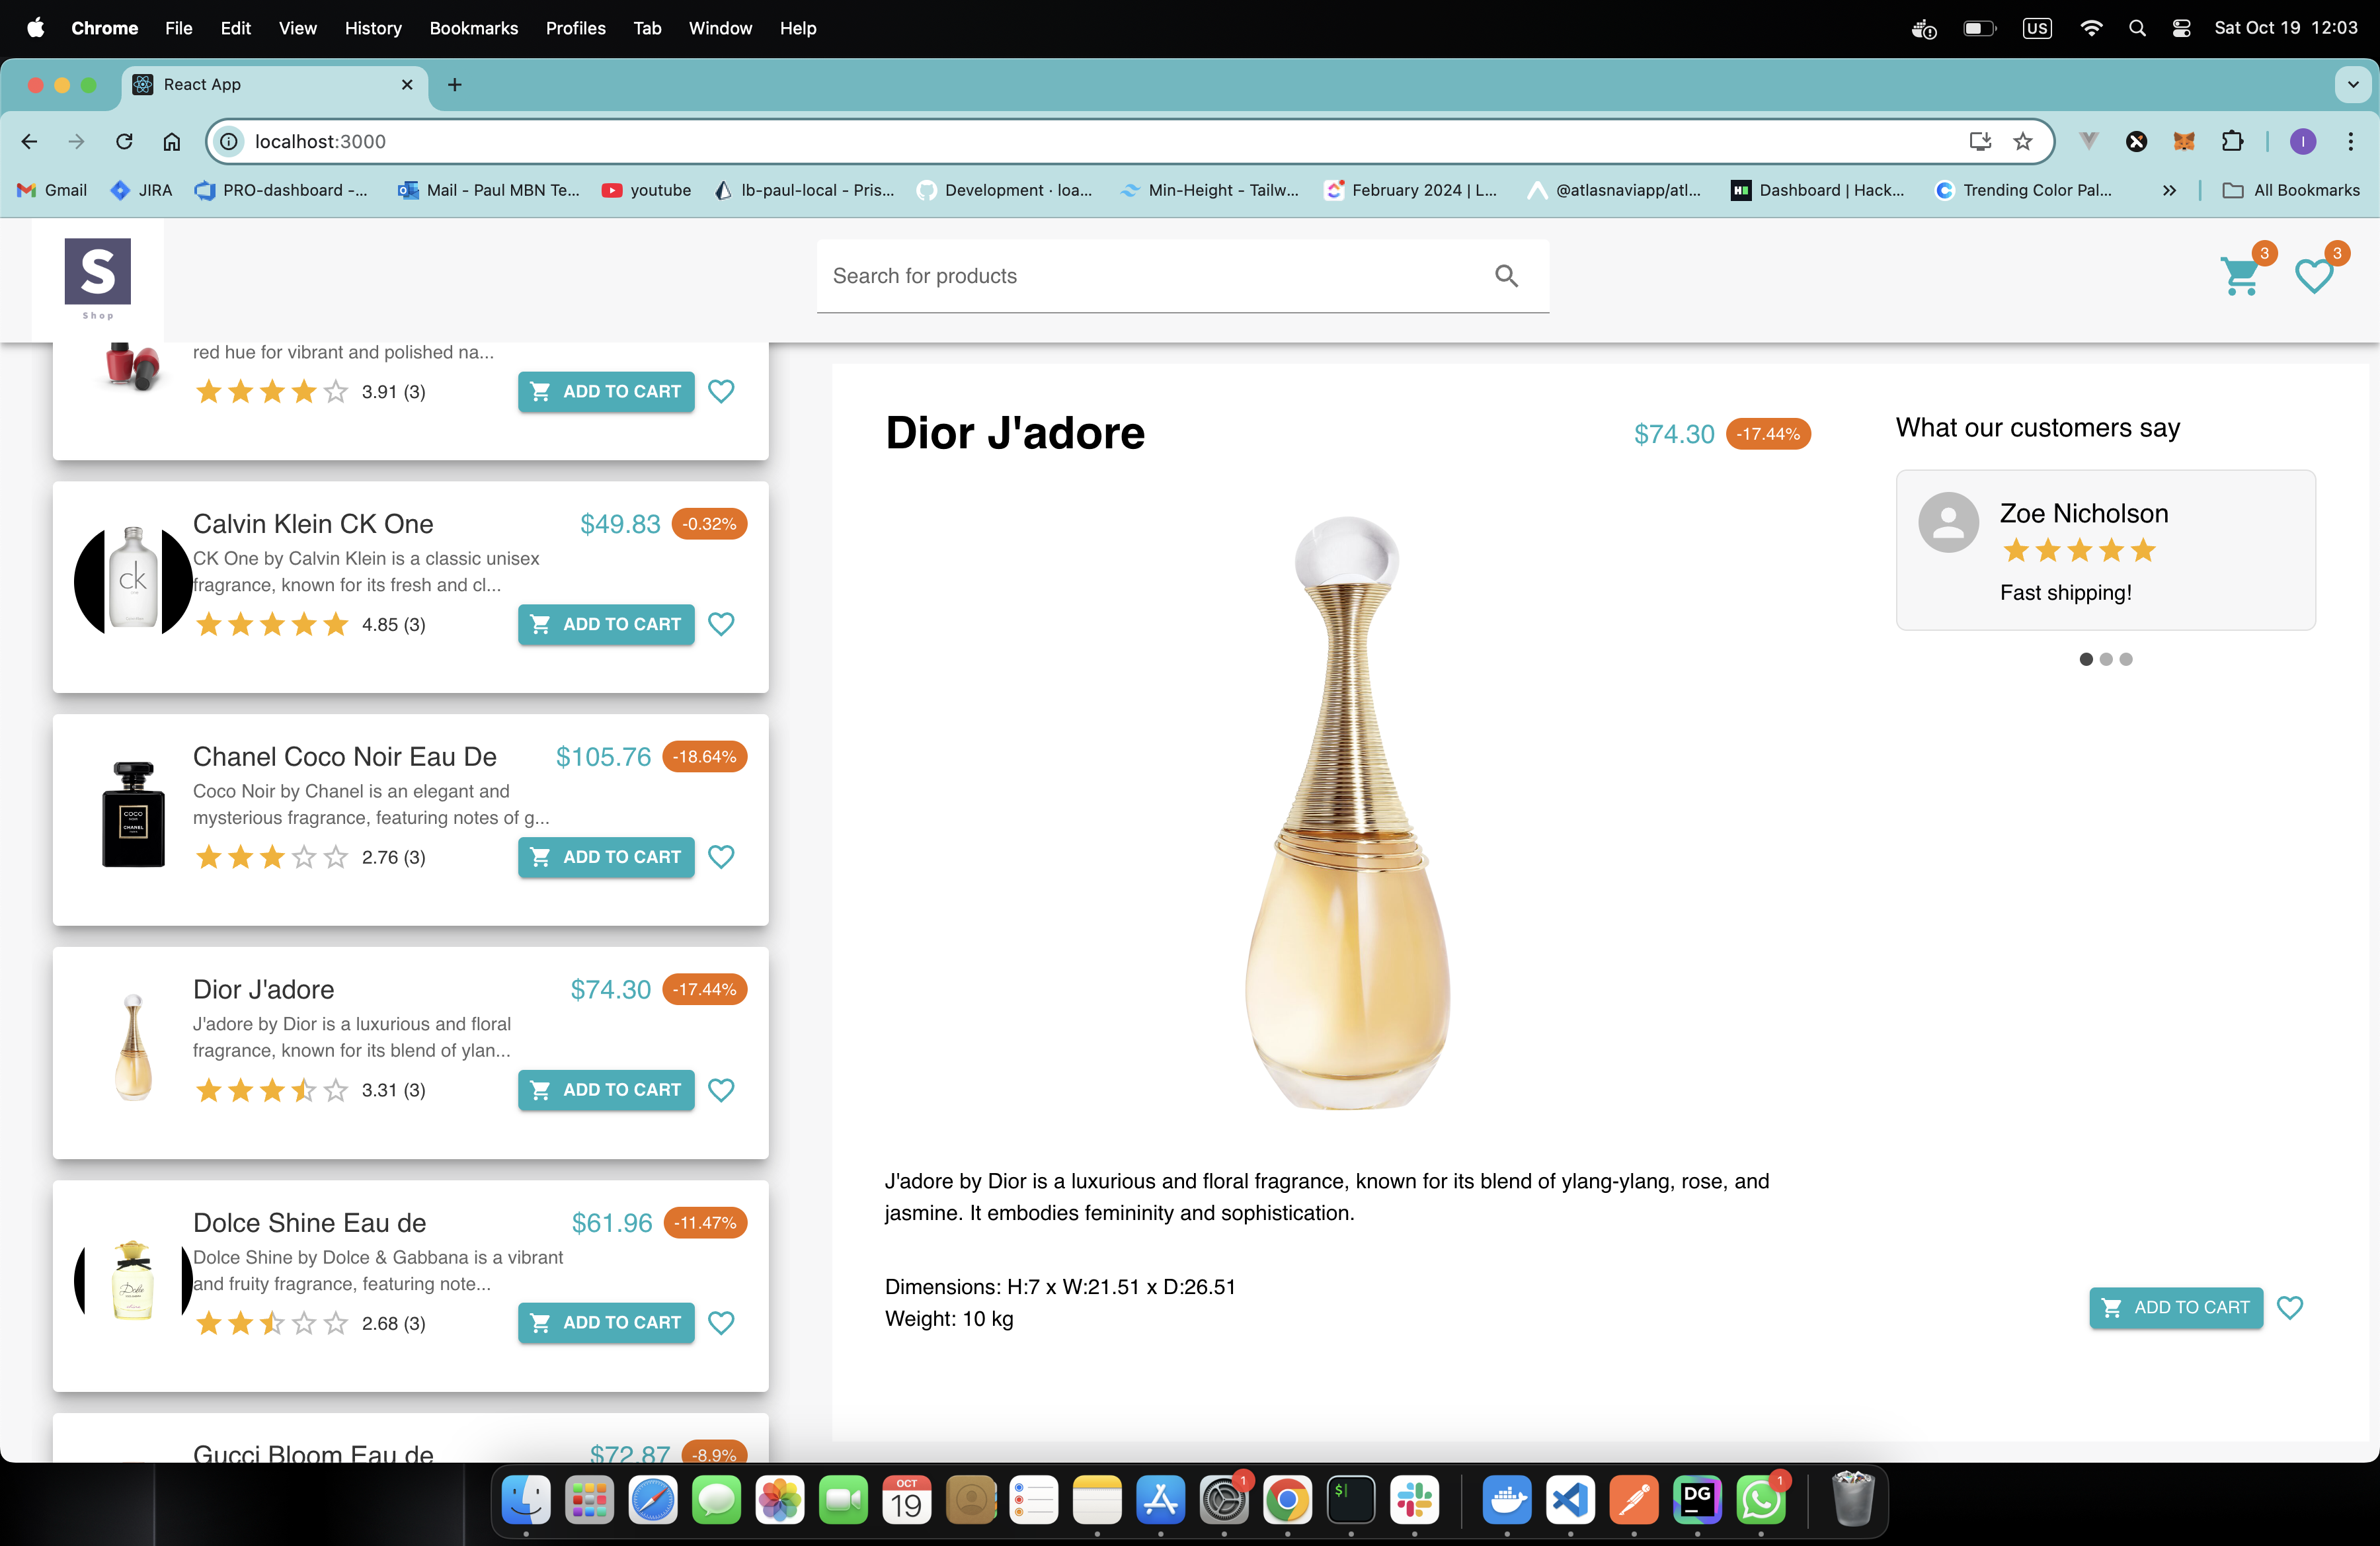 Chrome File Edit View History Bookmarks Profiles Tab Window Help US Sat Oct 19 12:03
React App
localhost:3000 I
Gmail JIRA PRO-dashboard -... Mail - Paul MBN Te... youtube lb-paul-local - Pris... Development · loa... Min-Height - Tailw... February 2024 | L... @atlasnaviapp/atl... Dashboard | Hack... Trending Color Pal... All Bookmarks
S
Shop
Search for products
3
3
red hue for vibrant and polished na...
3.91 (3) ADD TO CART
Calvin Klein CK One $49.83 -0.32%
CK One by Calvin Klein is a classic unisex
fragrance, known for its fresh and cl...
4.85 (3) ADD TO CART
ck
Chanel Coco Noir Eau De $105.76 -18.64%
Coco Noir by Chanel is an elegant and
mysterious fragrance, featuring notes of g...
2.76 (3) ADD TO CART
COCO
CHANEL
Dior J'adore $74.30 -17.44%
J'adore by Dior is a luxurious and floral
fragrance, known for its blend of ylan...
3.31 (3) ADD TO CART
Dolce Shine Eau de $61.96 -11.47%
Dolce Shine by Dolce & Gabbana is a vibrant
and fruity fragrance, featuring note...
2.68 (3) ADD TO CART
Dolce
Gucci Bloom Eau de $72.87 -8.9%
Dior J'adore $74.30 -17.44%
J'adore by Dior is a luxurious and floral fragrance, known for its blend of ylang-ylang, rose, and
jasmine. It embodies femininity and sophistication.
Dimensions: H:7 x W:21.51 x D:26.51
Weight: 10 kg
What our customers say
Zoe Nicholson
Fast shipping!
ADD TO CART
OCT
19
1
$
DG
1